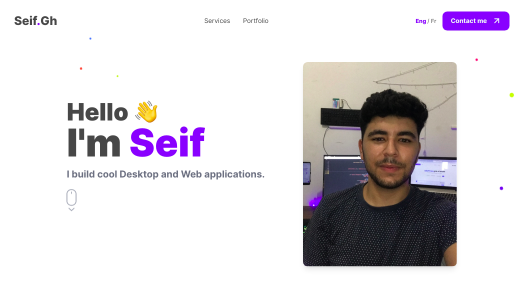 Seif.Gh
Services
Portfolio
Eng / Fr
Contact me
Hello 👋
I'm Seif
I build cool Desktop and Web applications.